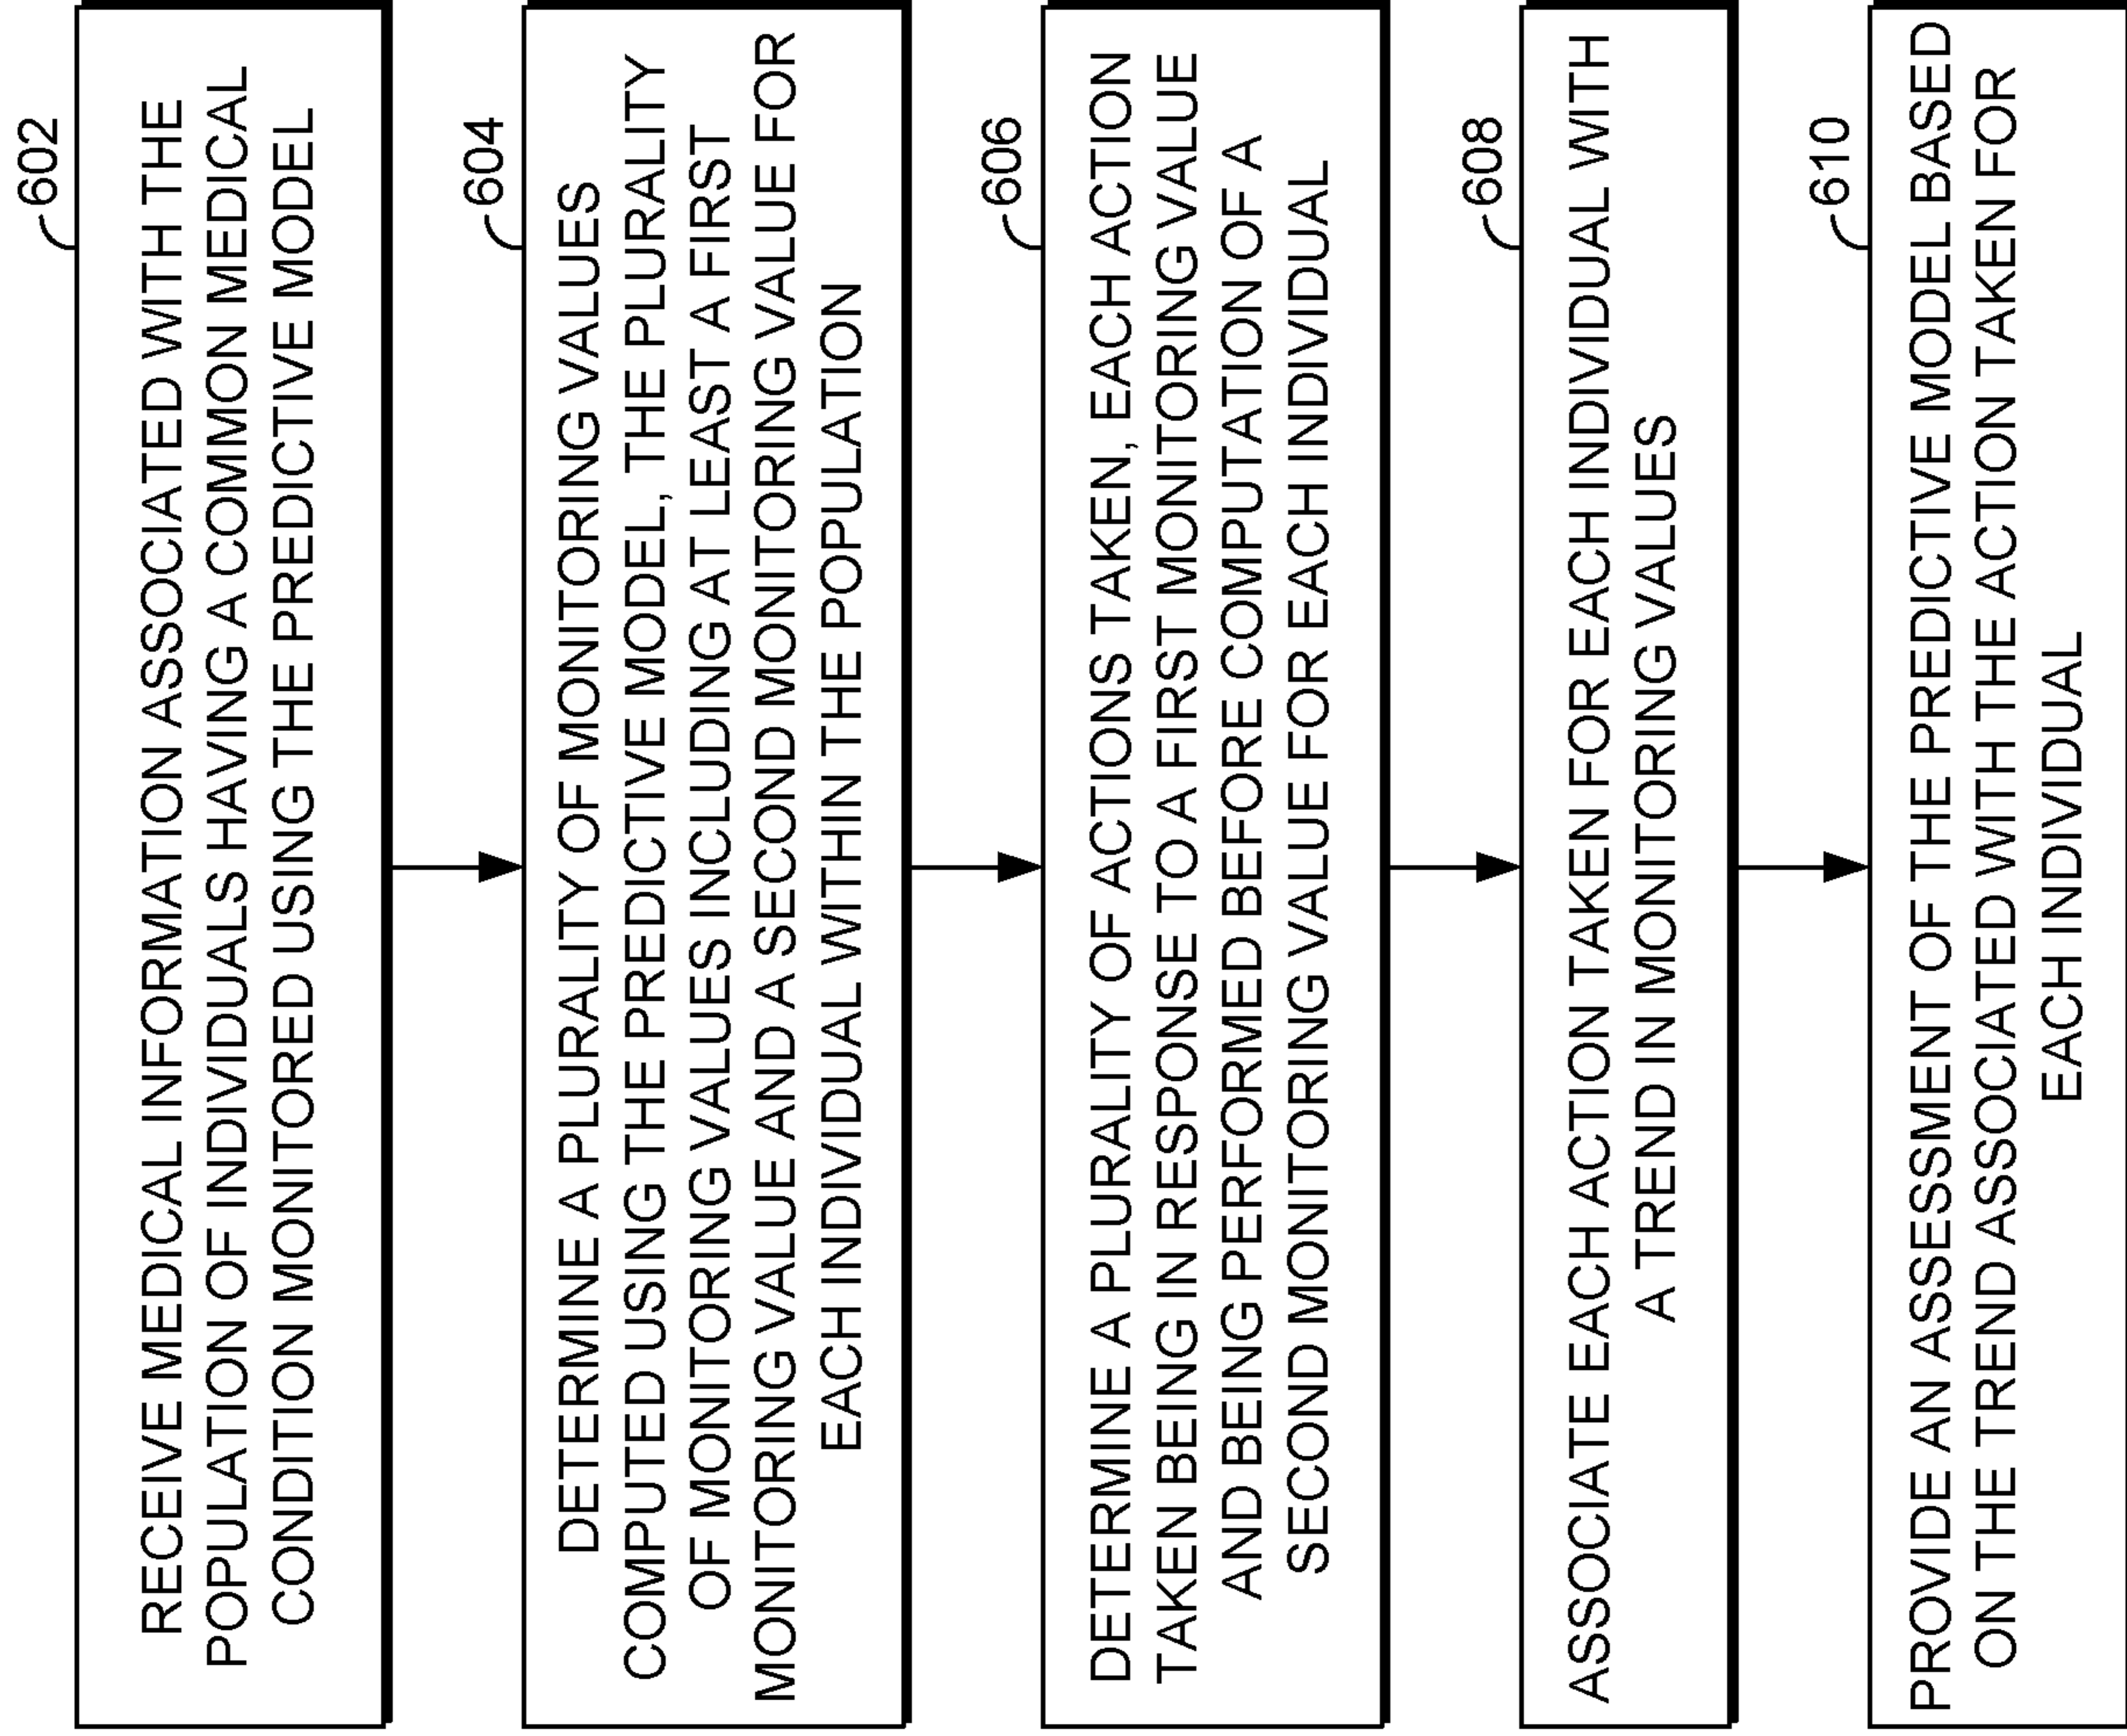 602
RECEIVE MEDICAL INFORMATION ASSOCIATED WITH THE
POPULATION OF INDIVIDUALS HAVING A COMMON MEDICAL
CONDITION MONITORED USING THE PREDICTIVE MODEL
604
DETERMINE A PLURALITY OF MONITORING VALUES
COMPUTED USING THE PREDICTIVE MODEL, THE PLURALITY
OF MONITORING VALUES INCLUDING AT LEAST A FIRST
MONITORING VALUE AND A SECOND MONITORING VALUE FOR
EACH INDIVIDUAL WITHIN THE POPULATION
606
DETERMINE A PLURALITY OF ACTIONS TAKEN, EACH ACTION
TAKEN BEING IN RESPONSE TO A FIRST MONITORING VALUE
AND BEING PERFORMED BEFORE COMPUTATION OF A
SECOND MONITORING VALUE FOR EACH INDIVIDUAL
608
ASSOCIATE EACH ACTION TAKEN FOR EACH INDIVIDUAL WITH
A TREND IN MONITORING VALUES
610
PROVIDE AN ASSESSMENT OF THE PREDICTIVE MODEL BASED
ON THE TREND ASSOCIATED WITH THE ACTION TAKEN FOR
EACH INDIVIDUAL